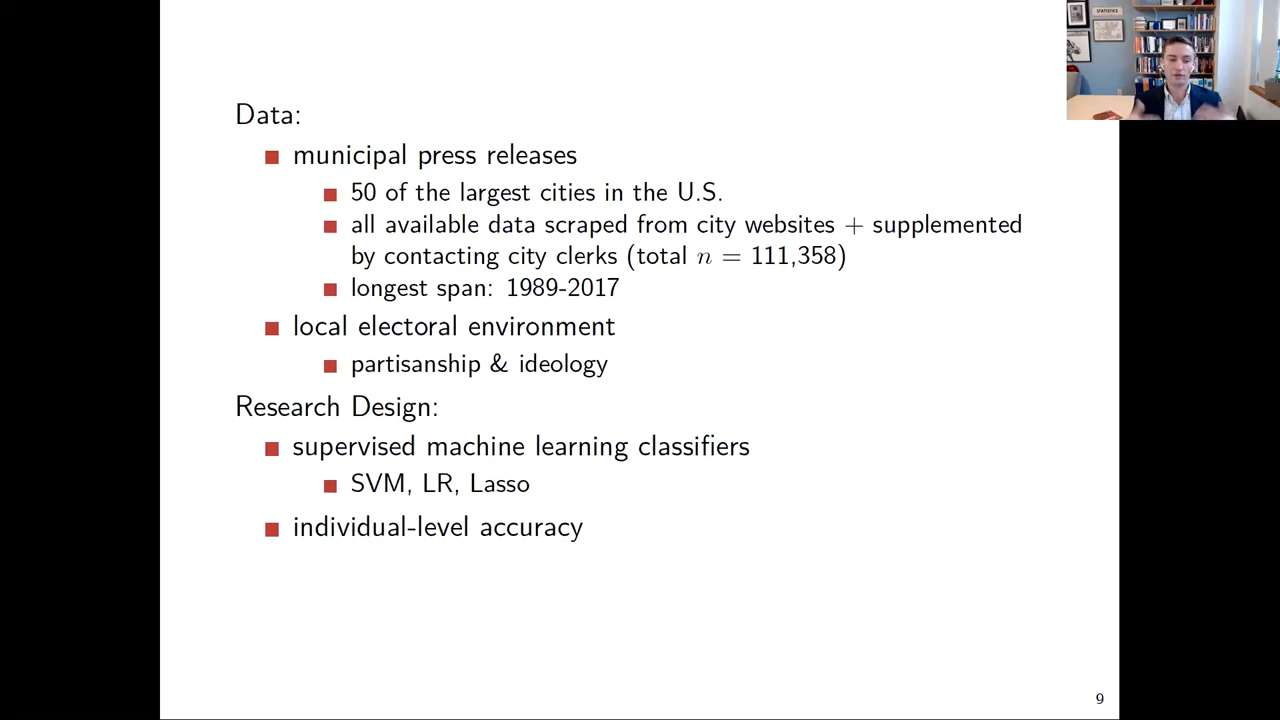 STATISTICS
Data:
municipal press releases
50 of the largest cities in the U.S.
all available data scraped from city websites + supplemented
by contacting city clerks (total n = 111,358)
longest span: 1989-2017
local electoral environment
partisanship & ideology
Research Design:
supervised machine learning classifiers
SVM, LR, Lasso
individual-level accuracy
9